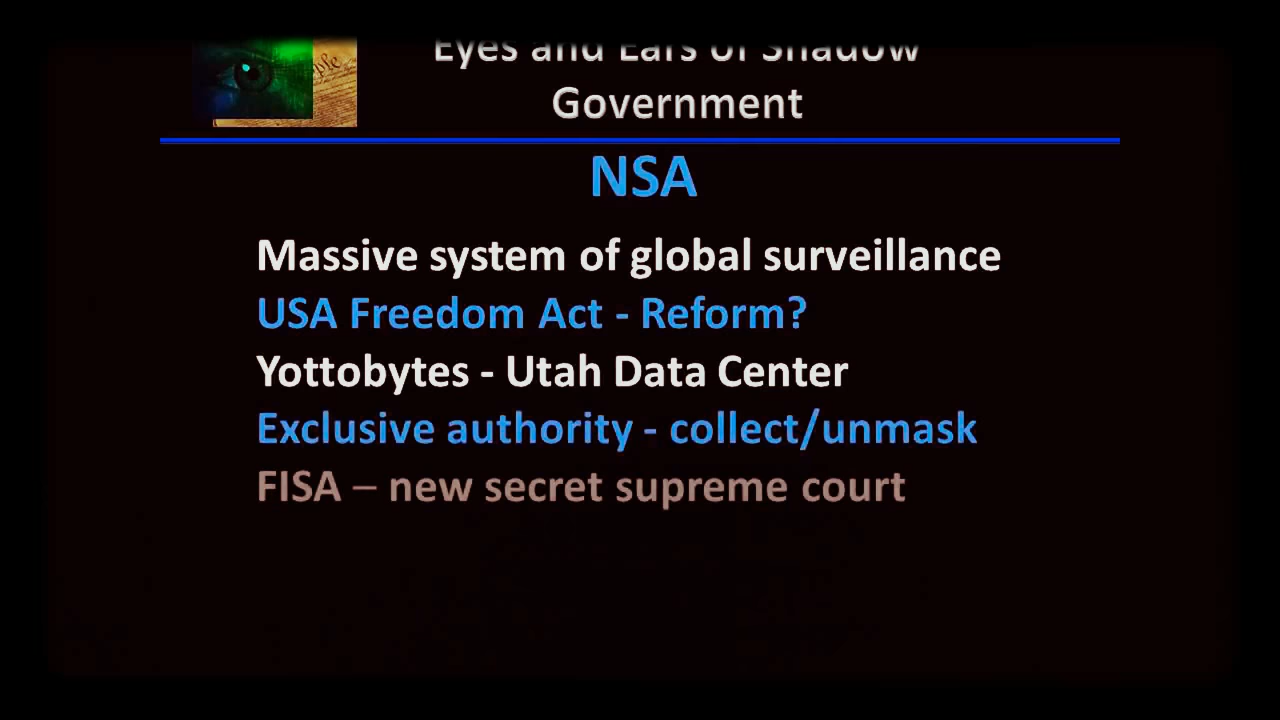 Eyes and Ears of Shadow
Government
ple
NSA
Massive system of global surveillance
USA Freedom Act - Reform?
Yottobytes - Utah Data Center
Exclusive authority - collect/unmask
FISA – new secret supreme court